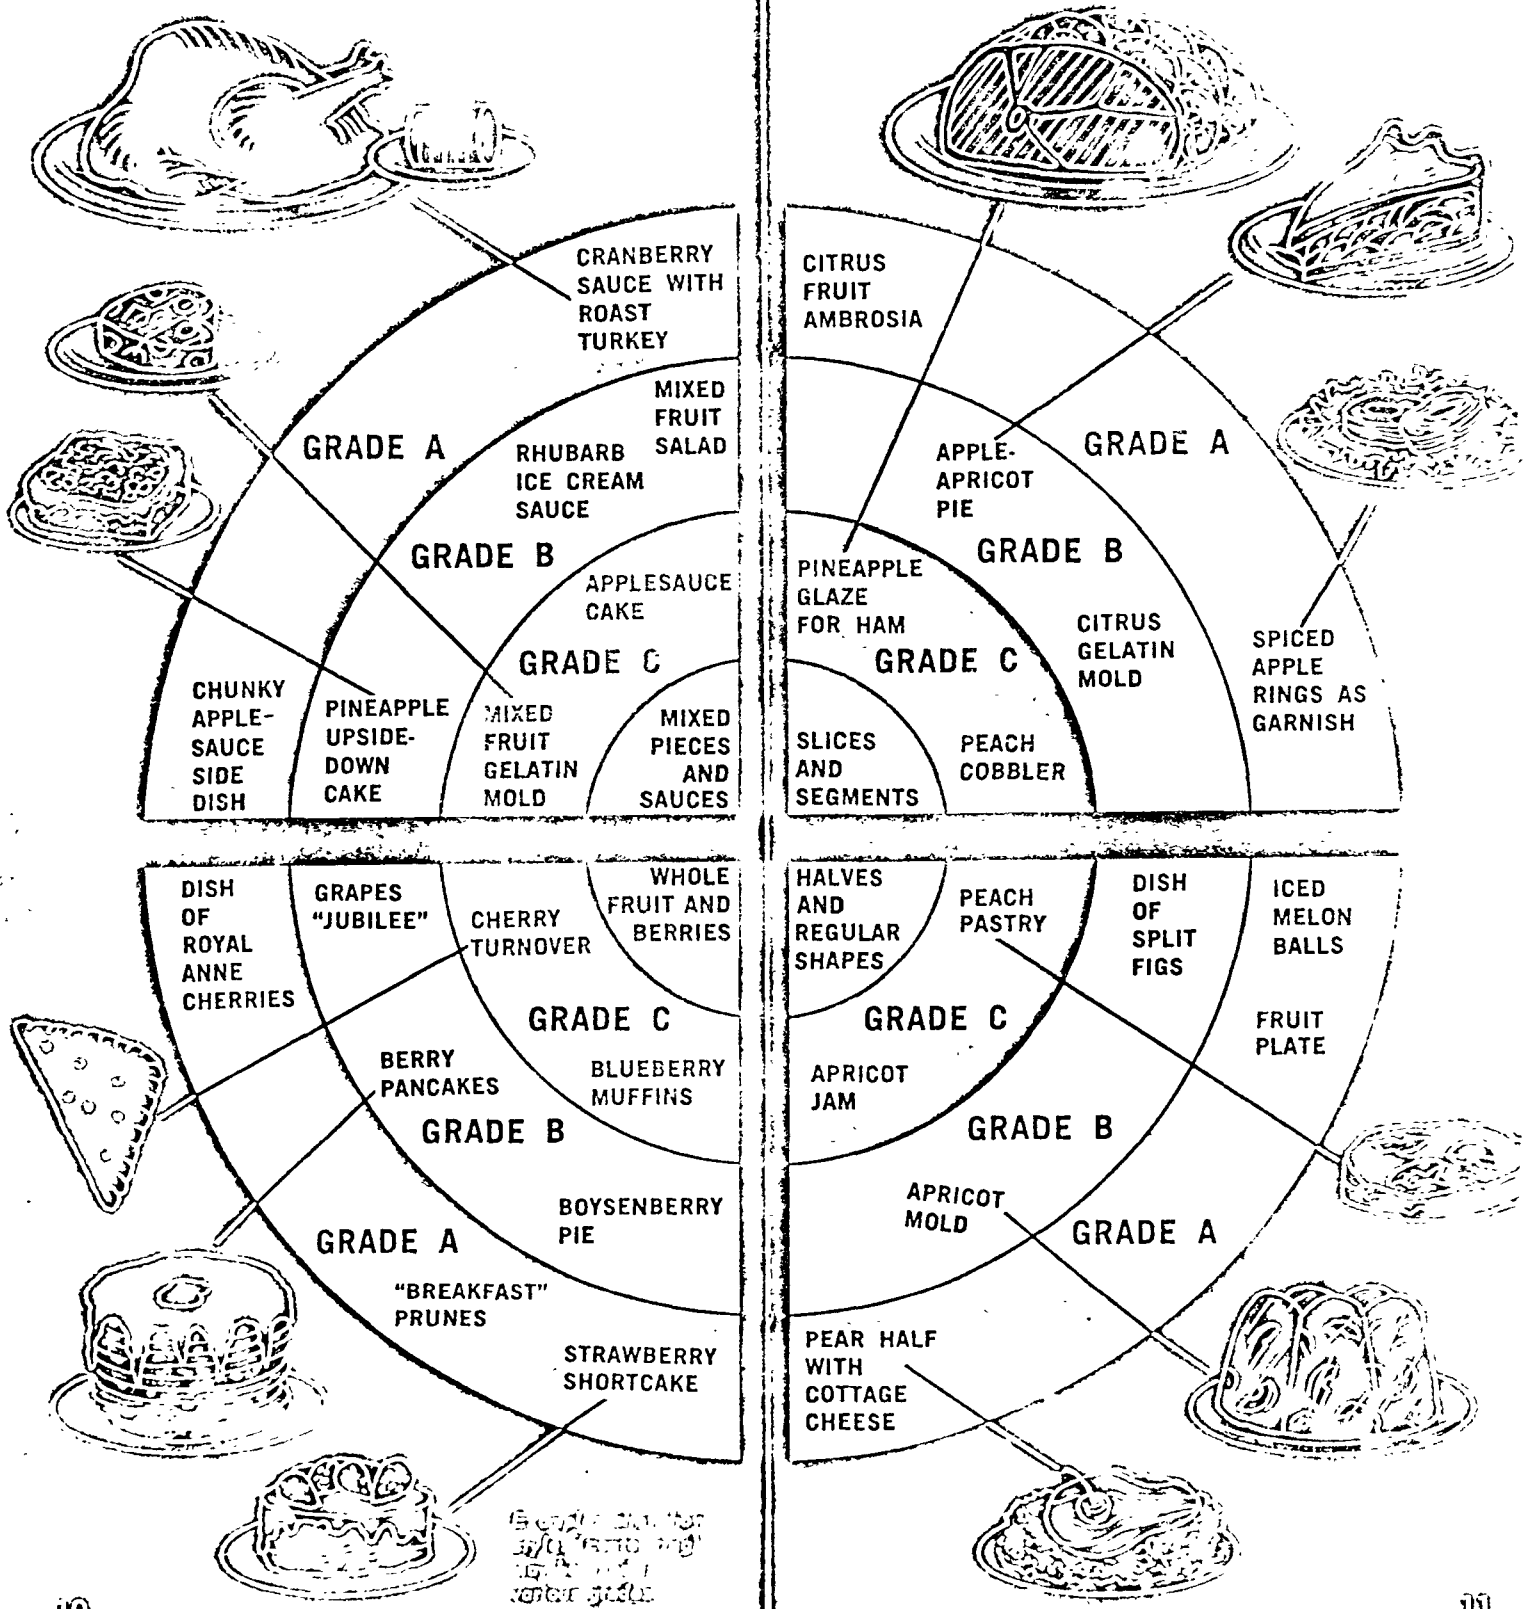 CRANBERRY
SAUCE WITH
ROAST
TURKEY
MIXED
FRUIT
SALAD
GRADE A
RHUBARB
ICE CREAM
SAUCE
GRADE B
APPLESAUCE
CAKE
GRADE C
CHUNKY
APPLE-
SAUCE
SIDE
DISH
PINEAPPLE
UPSIDE-
DOWN
CAKE
MIXED
FRUIT
GELATIN
MOLD
MIXED
PIECES
AND
SAUCES
CITRUS
FRUIT
AMBROSIA
GRADE A
APPLE-
APRICOT
PIE
GRADE B
PINEAPPLE
GLAZE
FOR HAM
GRADE C
CITRUS
GELATIN
MOLD
SPICED
APPLE
RINGS AS
GARNISH
SLICES
AND
SEGMENTS
PEACH
COBBLER
DISH
OF
ROYAL
ANNE
CHERRIES
GRAPES
"JUBILEE"
CHERRY
TURNOVER
WHOLE
FRUIT AND
BERRIES
GRADE C
BERRY
PANCAKES
BLUEBERRY
MUFFINS
GRADE B
BOYSENBERRY
PIE
GRADE A
"BREAKFAST"
PRUNES
STRAWBERRY
SHORTCAKE
HALVES
AND
REGULAR
SHAPES
PEACH
PASTRY
DISH
OF
SPLIT
FIGS
ICED
MELON
BALLS
GRADE C
FRUIT
PLATE
APRICOT
JAM
GRADE B
APRICOT
MOLD
GRADE A
PEAR HALF
WITH
COTTAGE
CHEESE